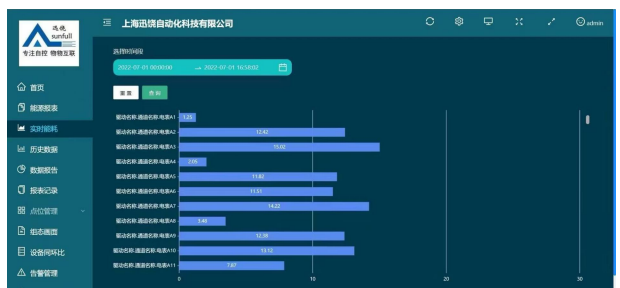 迅饶
sunfull
专注自控 物物互联
上海迅饶自动化科技有限公司
admin
选择时间段
2022-07-01 00:00:00 → 2022-07-01 16:58:02
重置 查询
首页
能源报表
实时能耗
历史数据
数据报告
报表记录
点位管理
组态画面
设备同环比
告警管理
驱动名称.通道名称.电表A1 1.25
驱动名称.通道名称.电表A2 12.42
驱动名称.通道名称.电表A3 15.02
驱动名称.通道名称.电表A4 2.05
驱动名称.通道名称.电表A5 11.82
驱动名称.通道名称.电表A6 11.51
驱动名称.通道名称.电表A7 14.22
驱动名称.通道名称.电表A8 3.48
驱动名称.通道名称.电表A9 12.39
驱动名称.通道名称.电表A10 13.12
驱动名称.通道名称.电表A11 7.87
0 10 20 30